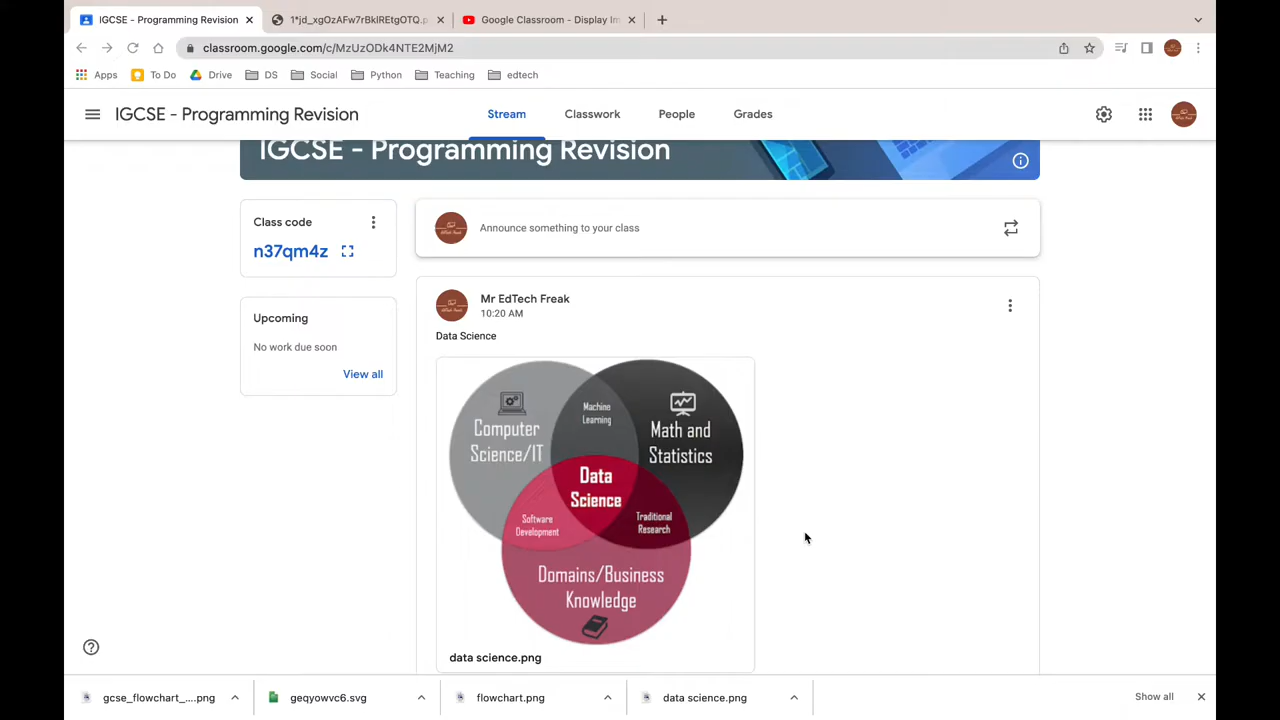 IGCSE - Programming Revision
1*jd_xgOzAFw7rBklREtgOTQ.p
Google Classroom - Display Im
classroom.google.com/c/MzUzODk4NTE2MjM2
Apps To Do Drive DS Social Python Teaching edtech
IGCSE - Programming Revision Stream Classwork People Grades
IGCSE - Programming Revision
Class code
n37qm4z
Announce something to your class
Upcoming
No work due soon
View all
Mr EdTech Freak
10:20 AM
Data Science
Computer
Science/IT
Machine
Learning
Math and
Statistics
Data
Science
Software
Development
Traditional
Research
Domains/Business
Knowledge
data science.png
gcse_flowchart_....png geqyowvc6.svg flowchart.png data science.png Show all